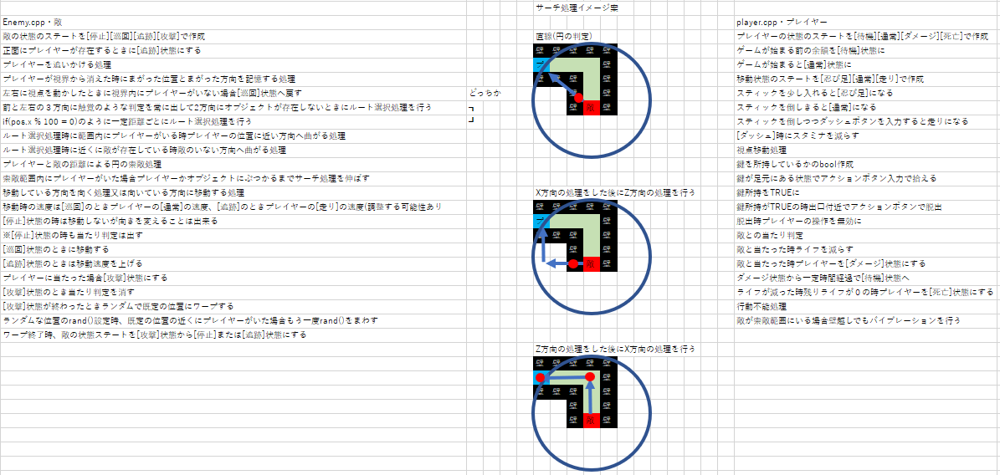 Enemy.cpp・敵
敵の状態のステートを[停止][巡回][追跡][攻撃]で作成
正面にプレイヤーが存在するときに[追跡]状態にする
プレイヤーを追いかける処理
プレイヤーが視界から消えた時にまがった位置とまがった方向を記憶する処理
左右に視点を動かしたときに視界内にプレイヤーがいない場合[巡回]状態へ戻す
前と左右の3方向に触覚のような判定を常に出して2方向にオブジェクトが存在しないときにルート選択処理を行う
if(pos.x % 100 = 0)のように一定距離ごとにルート選択処理を行う
ルート選択処理時に範囲内にプレイヤーがいる時プレイヤーの位置に近い方向へ曲がる処理
ルート選択処理時に近くに敵が存在している時敵のいない方向へ曲がる処理
プレイヤーと敵の距離による円の索敵処理
索敵範囲内にプレイヤーがいた場合プレイヤーかオブジェクトにぶつかるまでサーチ処理を伸ばす
移動している方向を向く処理又は向いている方向に移動する処理
移動時の速度は[巡回]のときプレイヤーの[通常]の速度、[追跡]のときプレイヤーの[走り]の速度(調整する可能性あり
[停止]状態の時は移動しないが向きを変えることは出来る
※[停止]状態の時も当たり判定は出す
[巡回]状態のときに移動する
[追跡]状態のときは移動速度を上げる
プレイヤーに当たった場合[攻撃]状態にする
[攻撃]状態のとき当たり判定を消す
[攻撃]状態が終わったときランダムで既定の位置にワープする
ランダムな位置のrand()設定時、既定の位置の近くにプレイヤーがいた場合もう一度rand()をまわす
ワープ終了時、敵の状態ステートを[攻撃]状態から[停止]または[追跡]状態にする
どっちか
┓
┛
サーチ処理イメージ案
直線(円の判定)
プ
敵
X方向の処理をした後にZ方向の処理を行う
プ
敵
Z方向の処理をした後にX方向の処理を行う
敵
player.cpp・プレイヤー
プレイヤーの状態のステートを[待機][通常][ダメージ][死亡]で作成
ゲームが始まる前の余韻を[待機]状態に
ゲームが始まると[通常]状態に
移動状態のステートを[忍び足][通常][走り]で作成
スティックを少し入れると[忍び足]になる
スティックを倒しきると[通常]になる
スティックを倒しつつダッシュボタンを入力すると走りになる
[ダッシュ]時にスタミナを減らす
視点移動処理
鍵を所持しているかのbool作成
鍵が足元にある状態でアクションボタン入力で拾える
鍵所持をTRUEに
鍵所持がTRUEの時出口付近でアクションボタンで脱出
脱出時プレイヤーの操作を無効に
敵との当たり判定
敵と当たった時ライフを減らす
敵と当たった時プレイヤーを[ダメージ]状態にする
ダメージ状態から一定時間経過で[待機]状態へ
ライフが減った時残りライフが0の時プレイヤーを[死亡]状態にする
行動不能処理
敵が索敵範囲にいる場合壁越しでもバイブレーションを行う